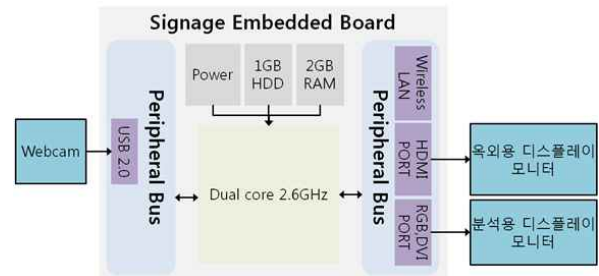 Signage Embedded Board
Power
1GB
HDD
2GB
RAM
Wireless
LAN
Peripheral Bus
USB 2.0
Webcam
Dual core 2.6GHz
Peripheral Bus
HDMI
PORT
옥외용 디스플레이
모니터
RGB,DVI
PORT
분석용 디스플레이
모니터